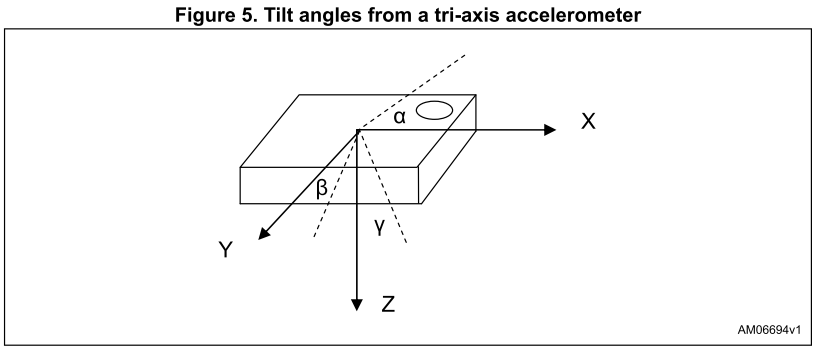 Figure 5. Tilt angles from a tri-axis accelerometer
α
X
β
Y
γ
Z
AM06694v1